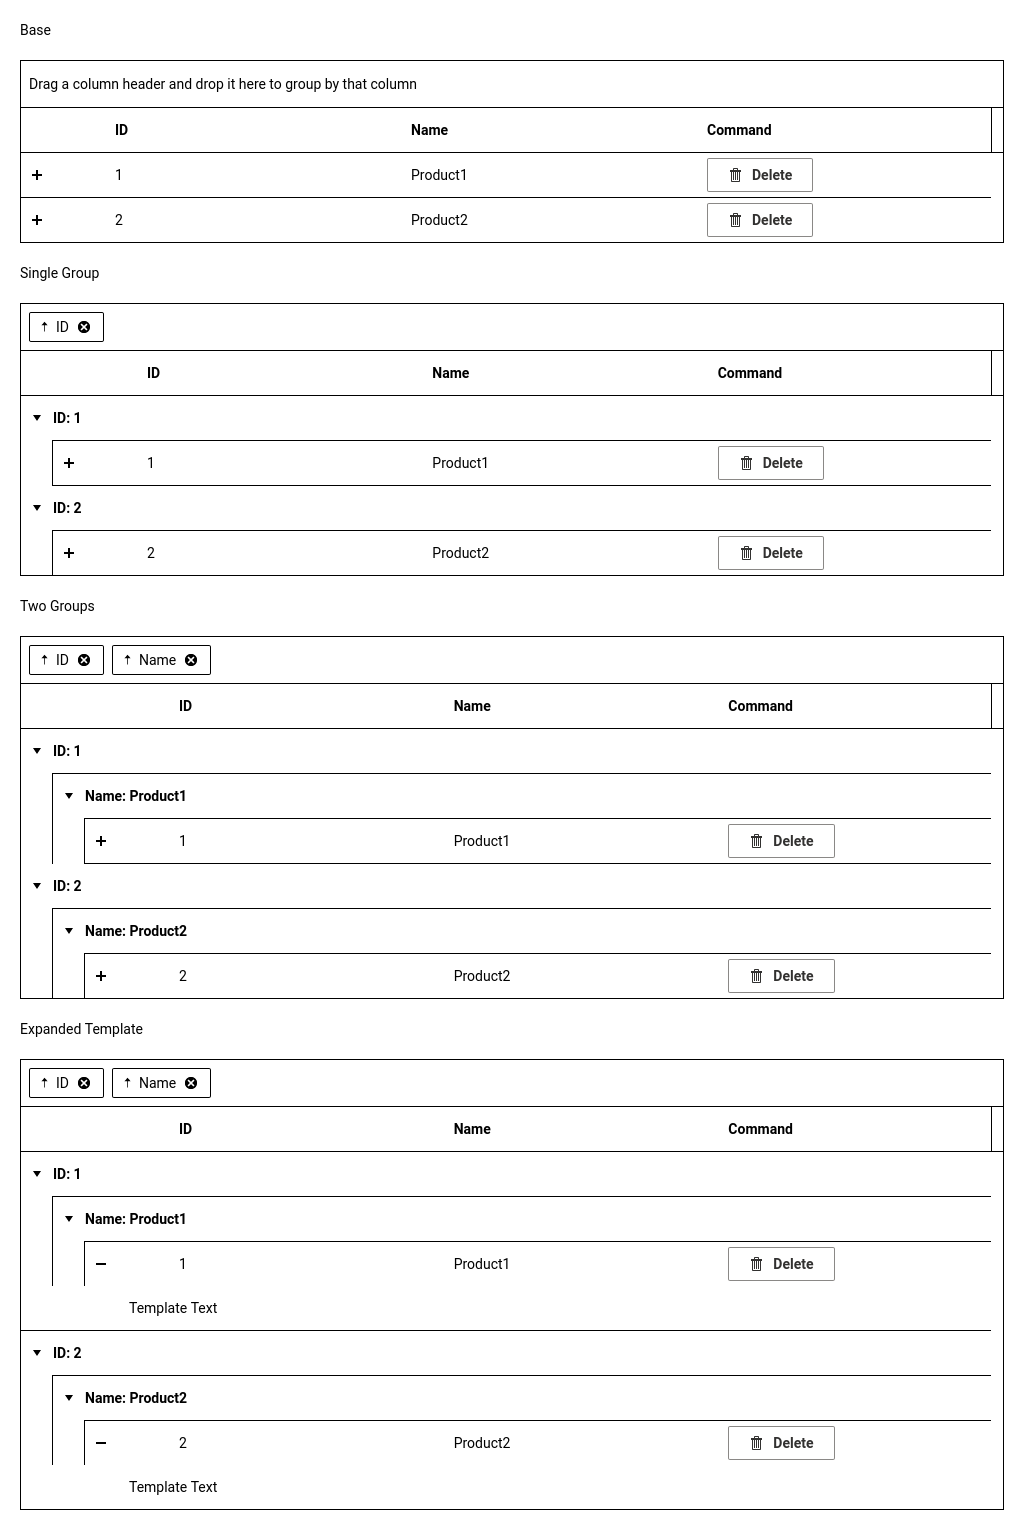 Base
Drag a column header and drop it here to group by that column
ID Name Command
1 Product1 Delete
2 Product2 Delete
Single Group
ID
ID Name Command
ID: 1
1 Product1 Delete
ID: 2
2 Product2 Delete
Two Groups
ID Name
ID Name Command
ID: 1
Name: Product1
1 Product1 Delete
ID: 2
Name: Product2
2 Product2 Delete
Expanded Template
ID Name
ID Name Command
ID: 1
Name: Product1
1 Product1 Delete
Template Text
ID: 2
Name: Product2
2 Product2 Delete
Template Text